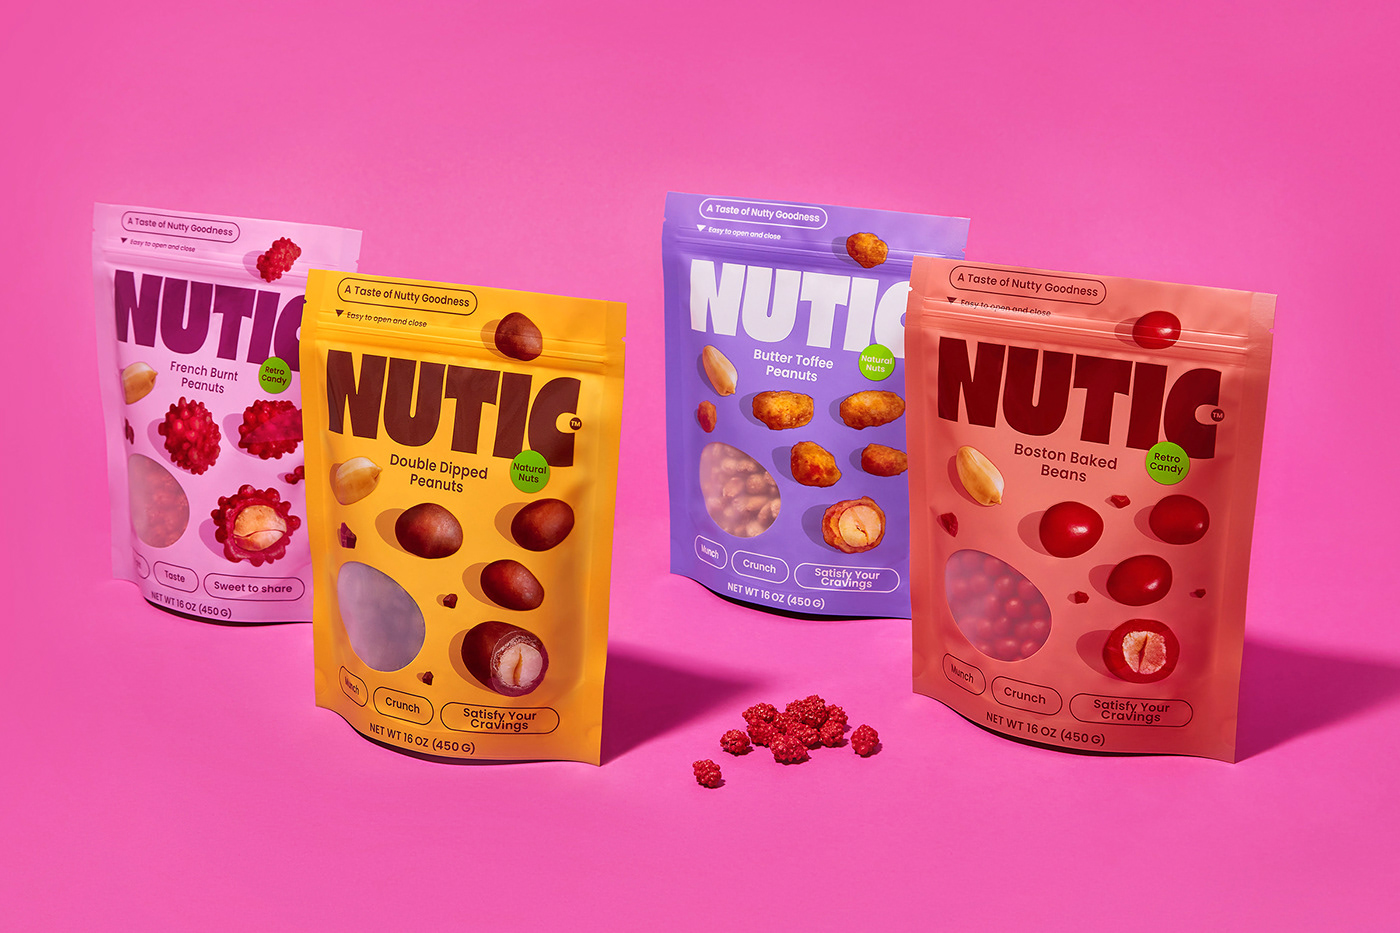 A Taste of Nutty Goodness
Easy to open and close
NUTIC
French Burnt
Peanuts
Retro
Candy
Taste
Sweet to share
NET WT 16 OZ (450 G)
A Taste of Nutty Goodness
Easy to open and close
NUTIC
TM
Double Dipped
Peanuts
Natural
Nuts
Munch
Crunch
Satisfy Your
Cravings
NET WT 16 OZ (450 G)
A Taste of Nutty Goodness
Easy to open and close
NUTIC
Butter Toffee
Peanuts
Natural
Nuts
Munch
Crunch
Satisfy Your
Cravings
NET WT 16 OZ (450 G)
A Taste of Nutty Goodness
Easy to open and close
NUTIC
TM
Boston Baked
Beans
Retro
Candy
Munch
Crunch
Satisfy Your
Cravings
NET WT 16 OZ (450 G)